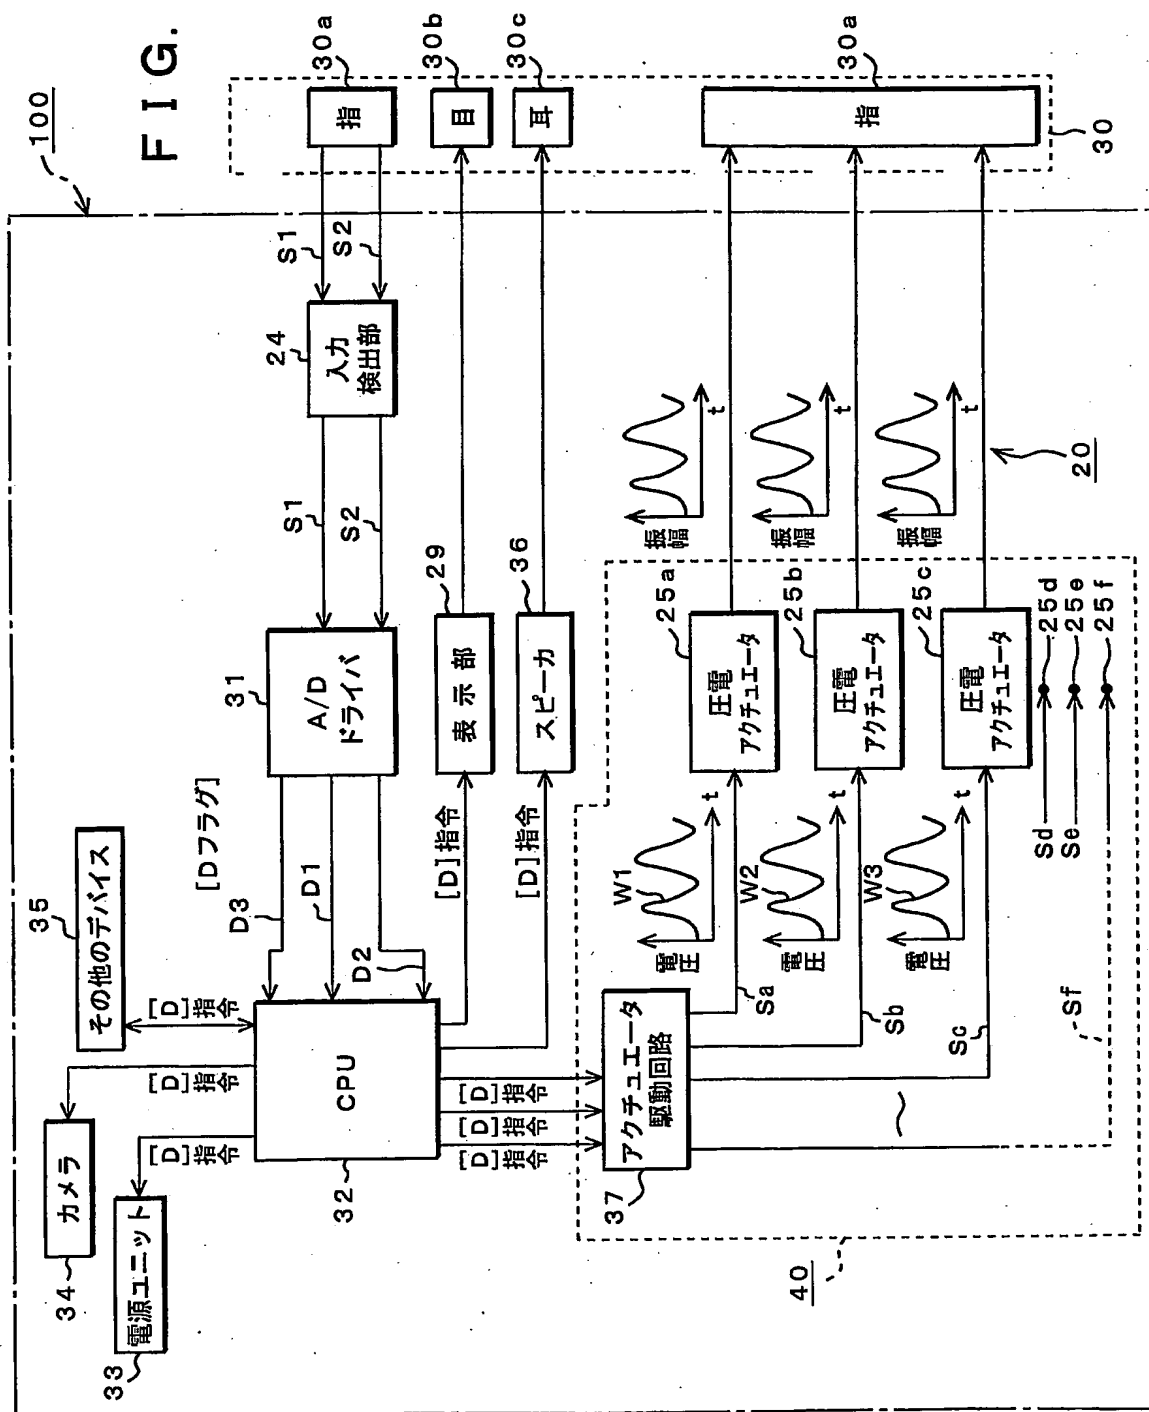 FIG.
100
30a
30b
30c
30a
指
目
耳
指
30
S1
S2
24
入力
検出部
S1
S2
31
A/D
ドライバ
29
表示部
36
スピーカ
[Dフラグ]
D3
D1
D2
35
その他のデバイス
[D]指令
34
カメラ
[D]指令
33
電源ユニット
[D]指令
CPU
32
[D]指令
[D]指令
[D]指令
[D]指令
[D]指令
37
アクチュエータ
駆動回路
40
W1
電圧
t
Sa
W2
電圧
t
Sb
W3
電圧
t
Sc
Sf
25a
圧電
アクチュエータ
25b
圧電
アクチュエータ
25c
圧電
アクチュエータ
Sd
25d
Se
25e
25f
振幅
t
振幅
t
振幅
t
20